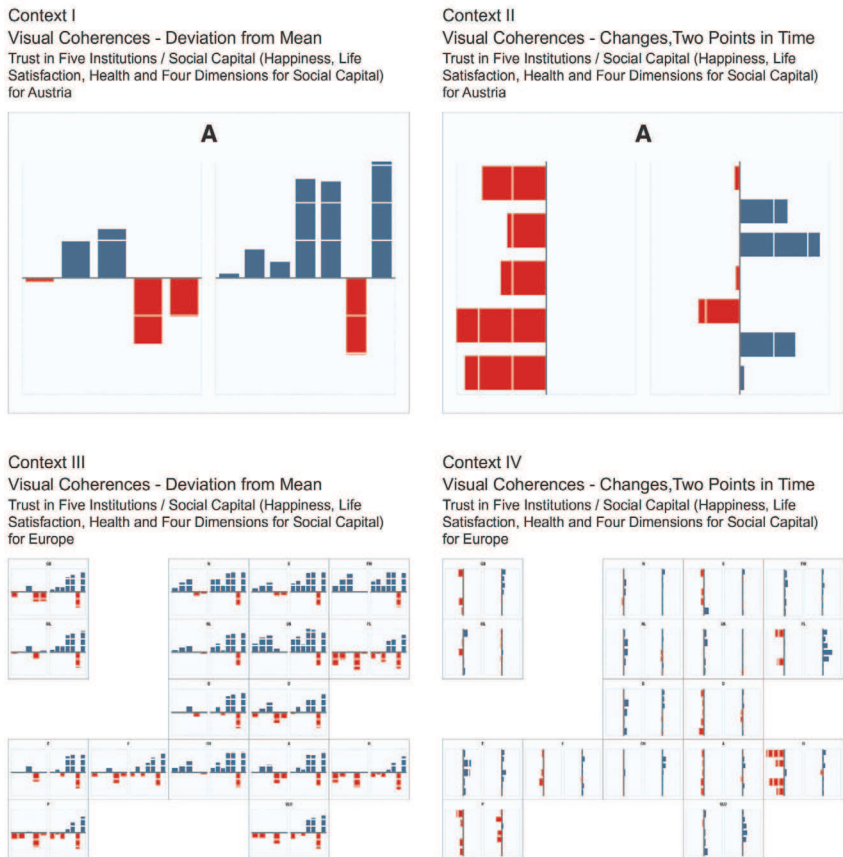 Context I
Visual Coherences - Deviation from Mean
Trust in Five Institutions / Social Capital (Happiness, Life
Satisfaction, Health and Four Dimensions for Social Capital)
for Austria
A
Context II
Visual Coherences - Changes,Two Points in Time
Trust in Five Institutions / Social Capital (Happiness, Life
Satisfaction, Health and Four Dimensions for Social Capital)
for Austria
A
Context III
Visual Coherences - Deviation from Mean
Trust in Five Institutions / Social Capital (Happiness, Life
Satisfaction, Health and Four Dimensions for Social Capital)
for Europe
Context IV
Visual Coherences - Changes,Two Points in Time
Trust in Five Institutions / Social Capital (Happiness, Life
Satisfaction, Health and Four Dimensions for Social Capital)
for Europe